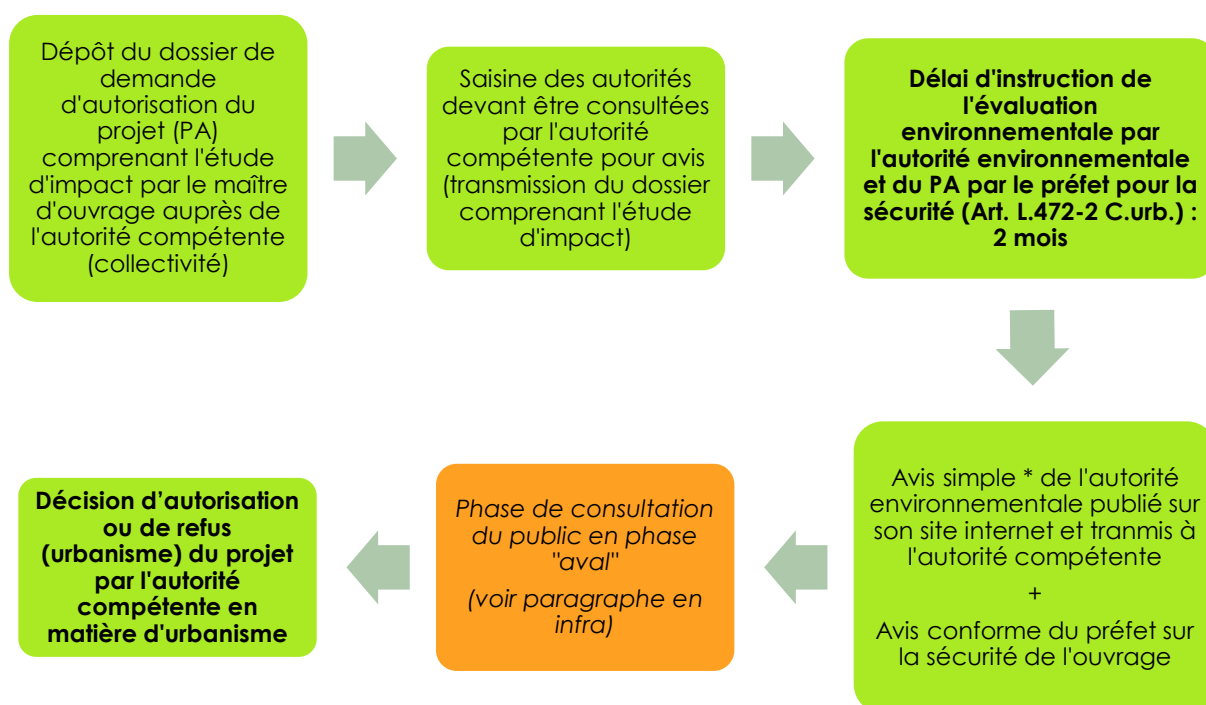 Dépôt du dossier de
demande
d'autorisation du
projet (PA)
comprenant l'étude
d'impact par le maître
d'ouvrage auprès de
l'autorité compétente
(collectivité)
Saisine des autorités
devant être consultées
par l'autorité
compétente pour avis
(transmission du dossier
comprenant l'étude
d'impact)
Délai d'instruction de
l'évaluation
environnementale par
l'autorité environnementale
et du PA par le préfet pour la
sécurité (Art. L.472-2 C.urb.) :
2 mois
Avis simple * de l'autorité
environnementale publié sur
son site internet et tranmis à
l'autorité compétente
+
Avis conforme du préfet sur
la sécurité de l'ouvrage
Phase de consultation
du public en phase
"aval"
(voir paragraphe en
infra)
Décision d’autorisation
ou de refus
(urbanisme) du projet
par l'autorité
compétente en
matière d'urbanisme